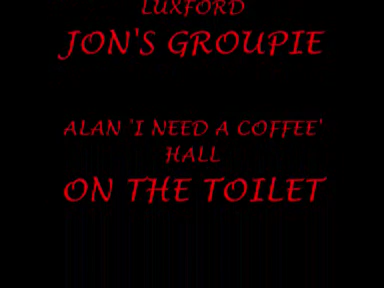 LUXFORD
JON'S GROUPIE
ALAN 'I NEED A COFFEE'
HALL
ON THE TOILET